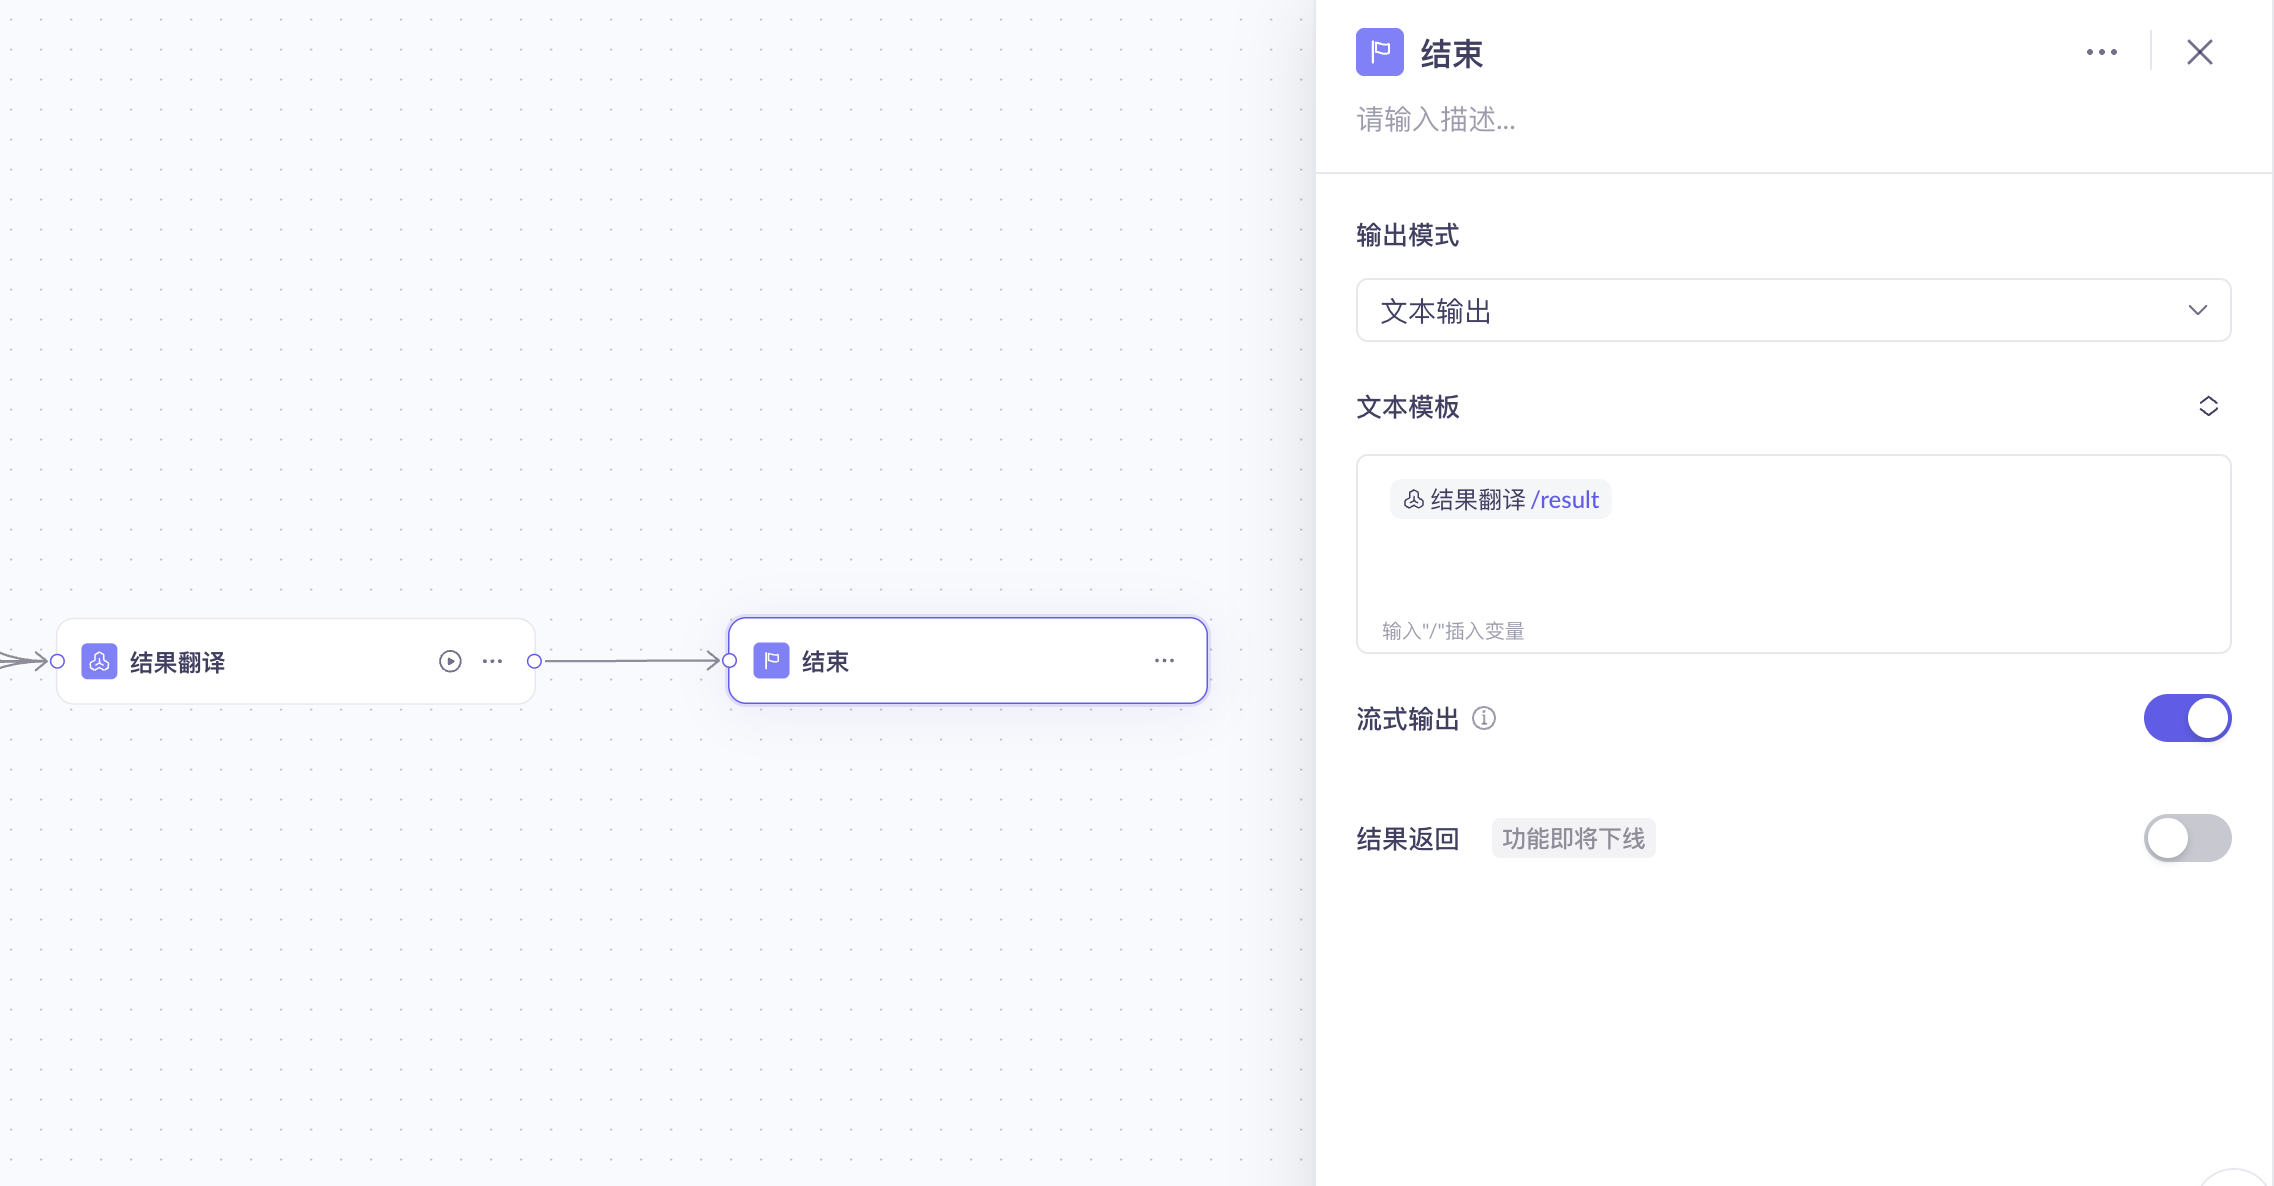 结果翻译
结束
结束
请输入描述...
输出模式
文本输出
文本模板
结果翻译/result
输入"/"插入变量
流式输出
结果返回 功能即将下线